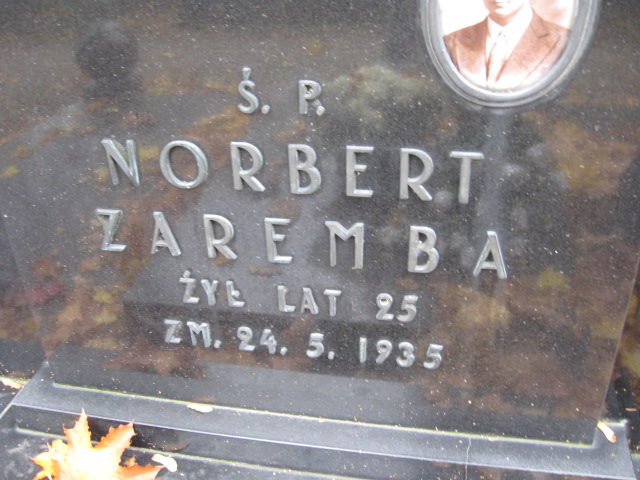 Ś. P.
NORBERT
ZAREMBA
ŻYŁ LAT 25
ZM. 24. 5. 1935